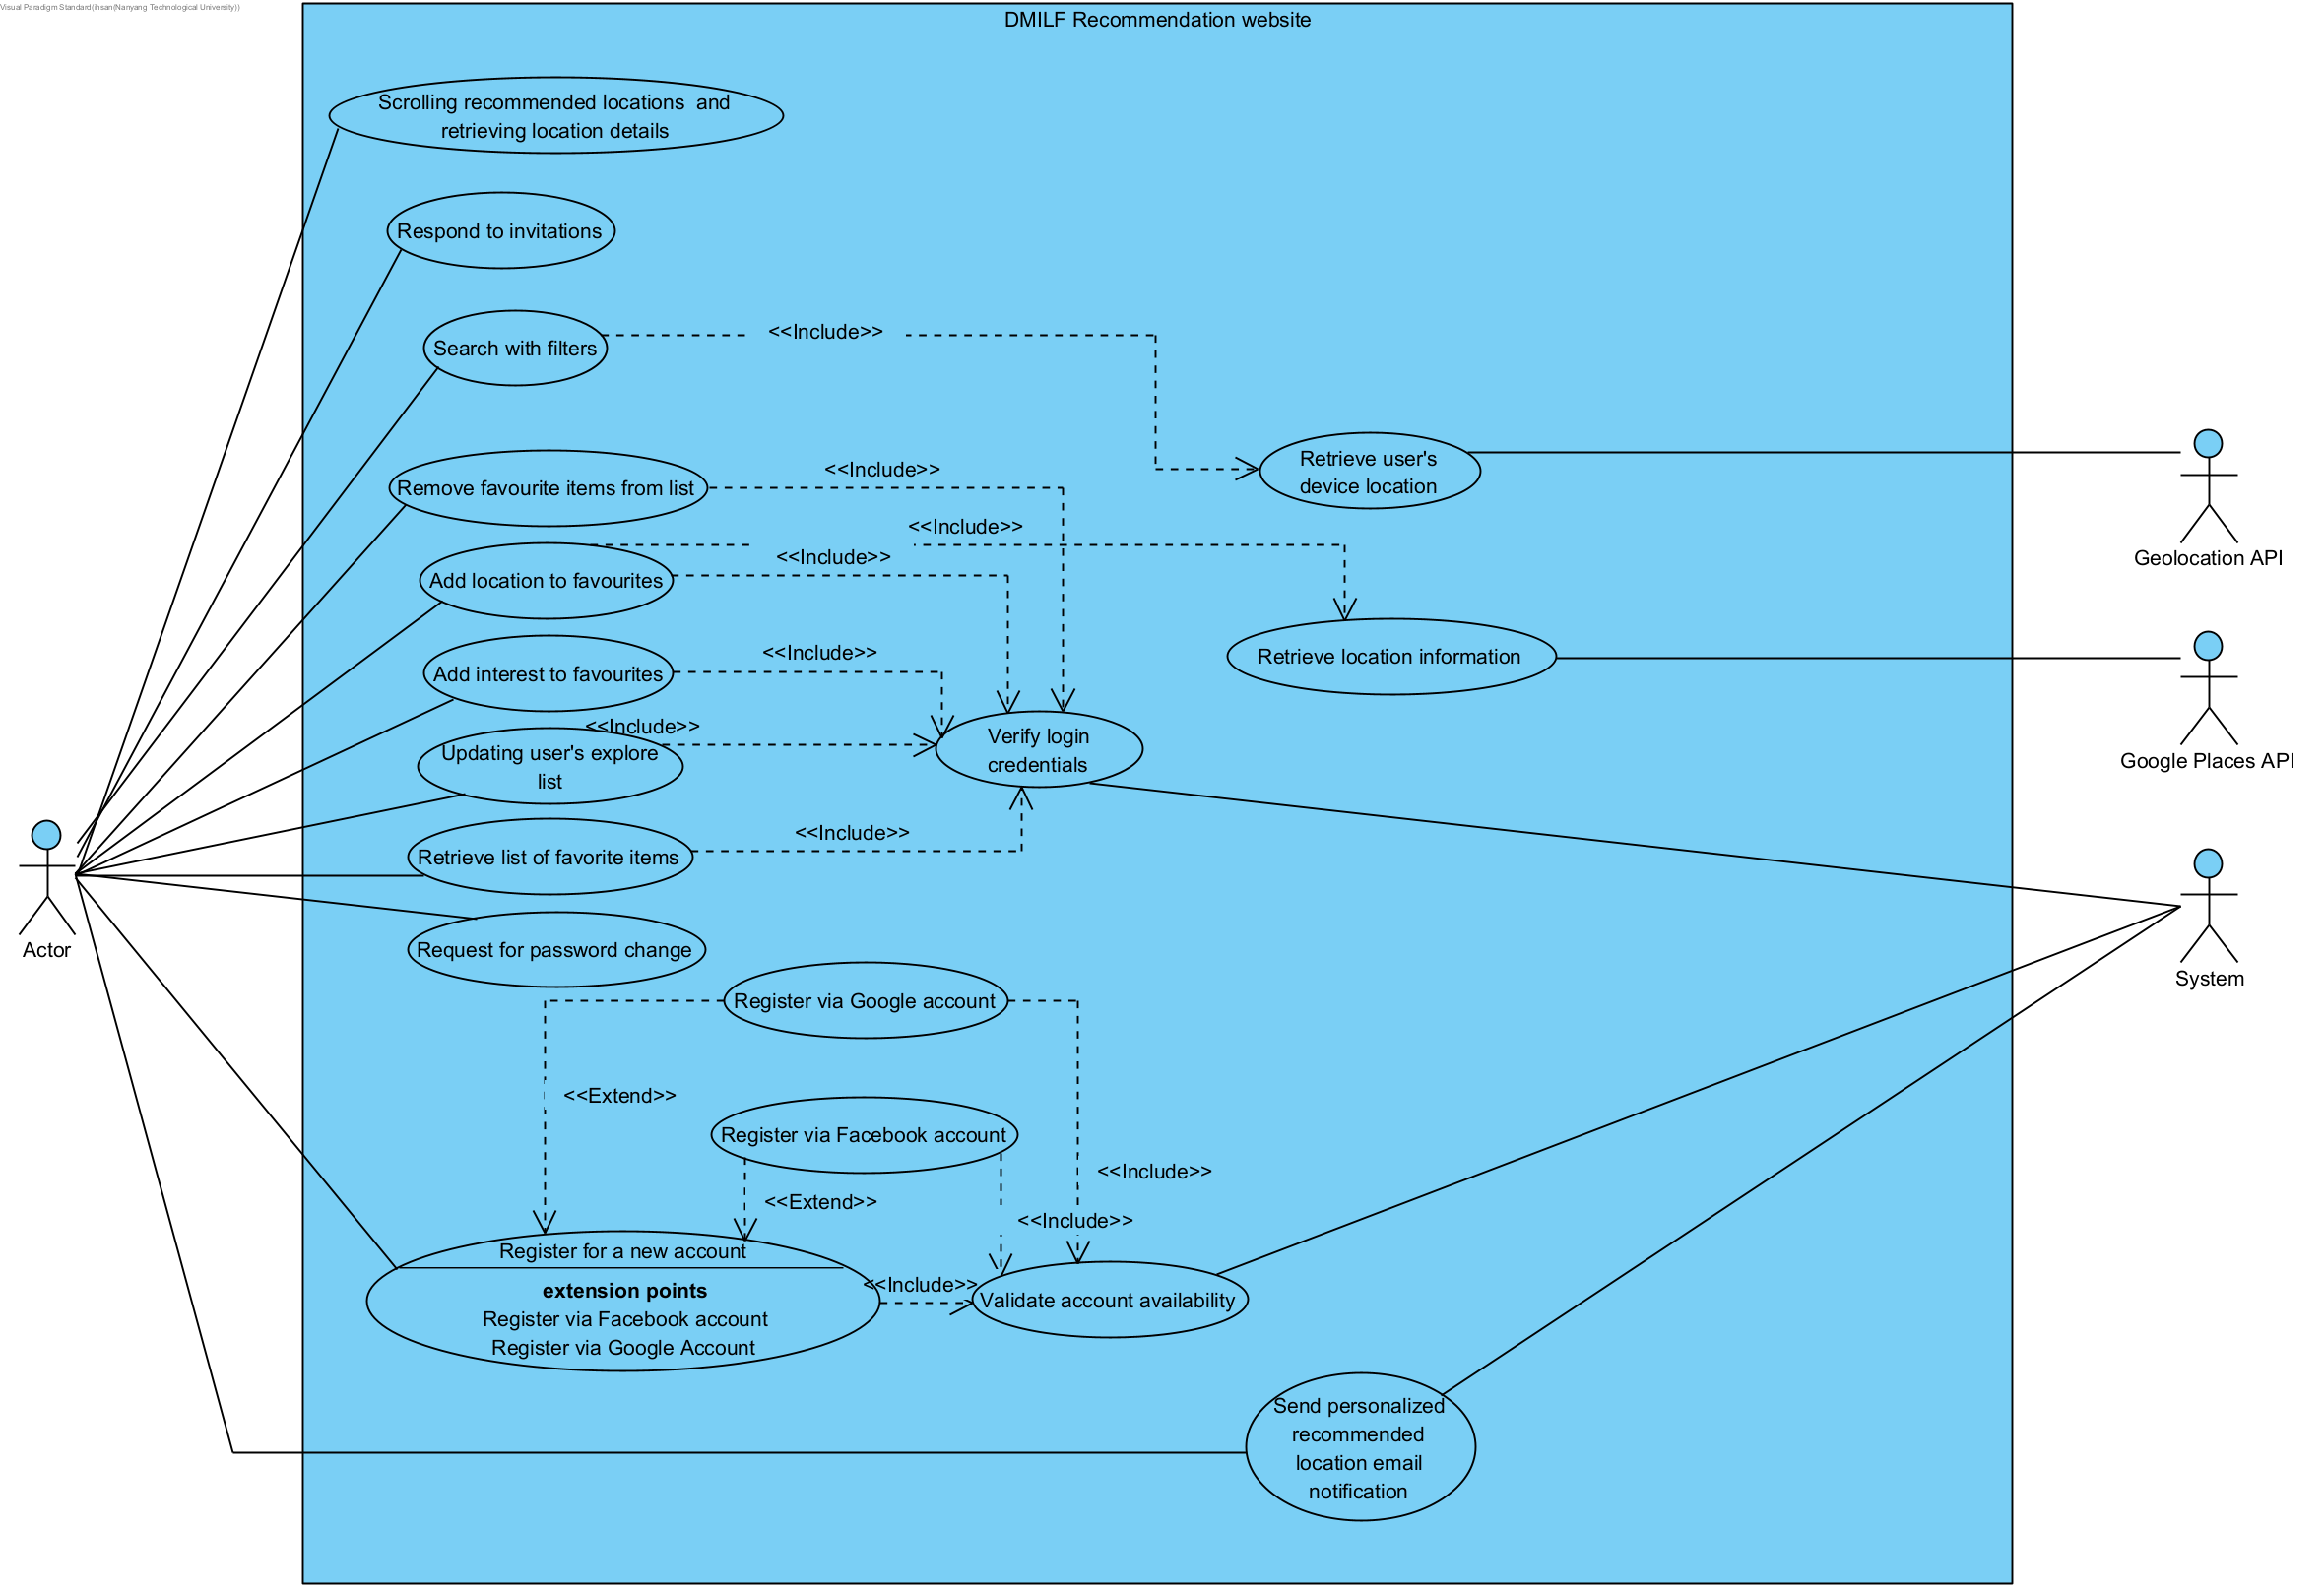 Visual Paradigm Standard(ihsan(Nanyang Technological University))
DMILF Recommendation website
Scrolling recommended locations  and
retrieving location details
Respond to invitations
<<Include>>
Search with filters
Retrieve user's
device location
<<Include>>
Remove favourite items from list
<<Include>>
Geolocation API
<<Include>>
Add location to favourites
<<Include>>
Add interest to favourites
Retrieve location information
Google Places API
<<Include>>
Updating user's explore
list
Verify login
credentials
<<Include>>
Retrieve list of favorite items
Actor
Request for password change
System
Register via Google account
<<Extend>>
Register via Facebook account
<<Include>>
<<Extend>>
<<Include>>
Register for a new account
extension points
Register via Facebook account
Register via Google Account
<<Include>>
Validate account availability
Send personalized
recommended
location email
notification